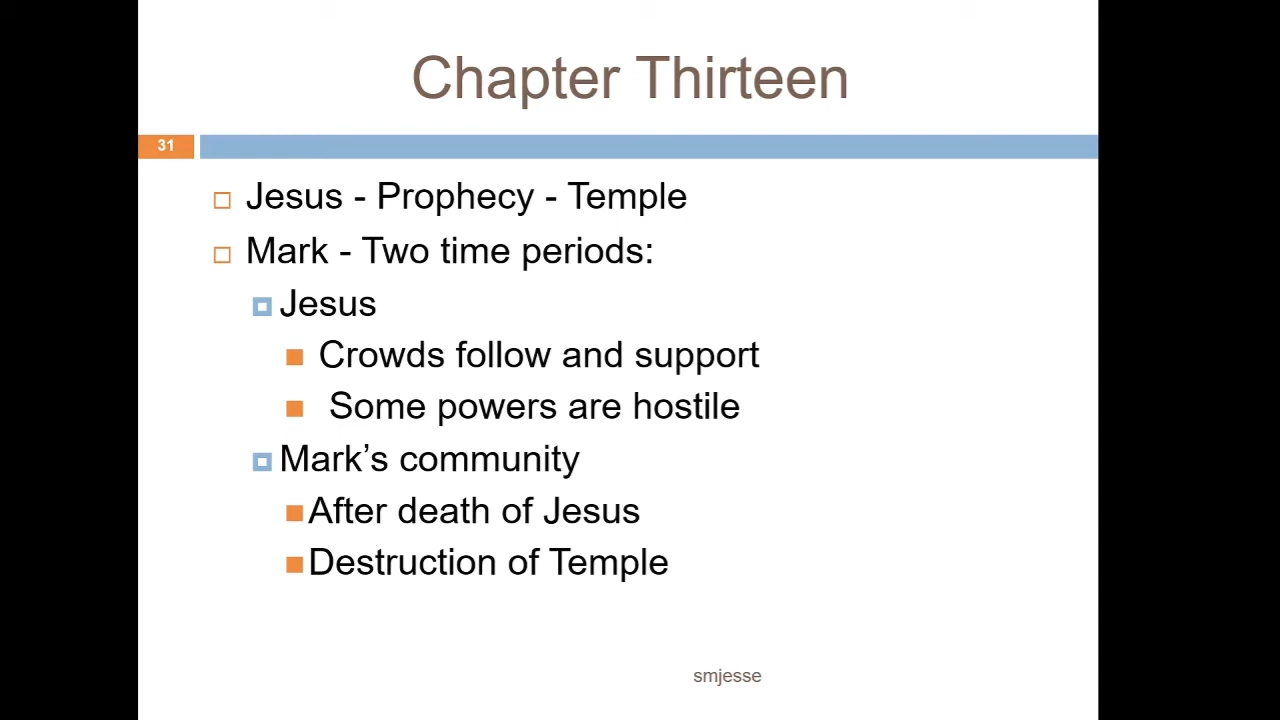 Chapter Thirteen
31
Jesus - Prophecy - Temple
Mark - Two time periods:
Jesus
Crowds follow and support
Some powers are hostile
Mark’s community
After death of Jesus
Destruction of Temple
smjesse